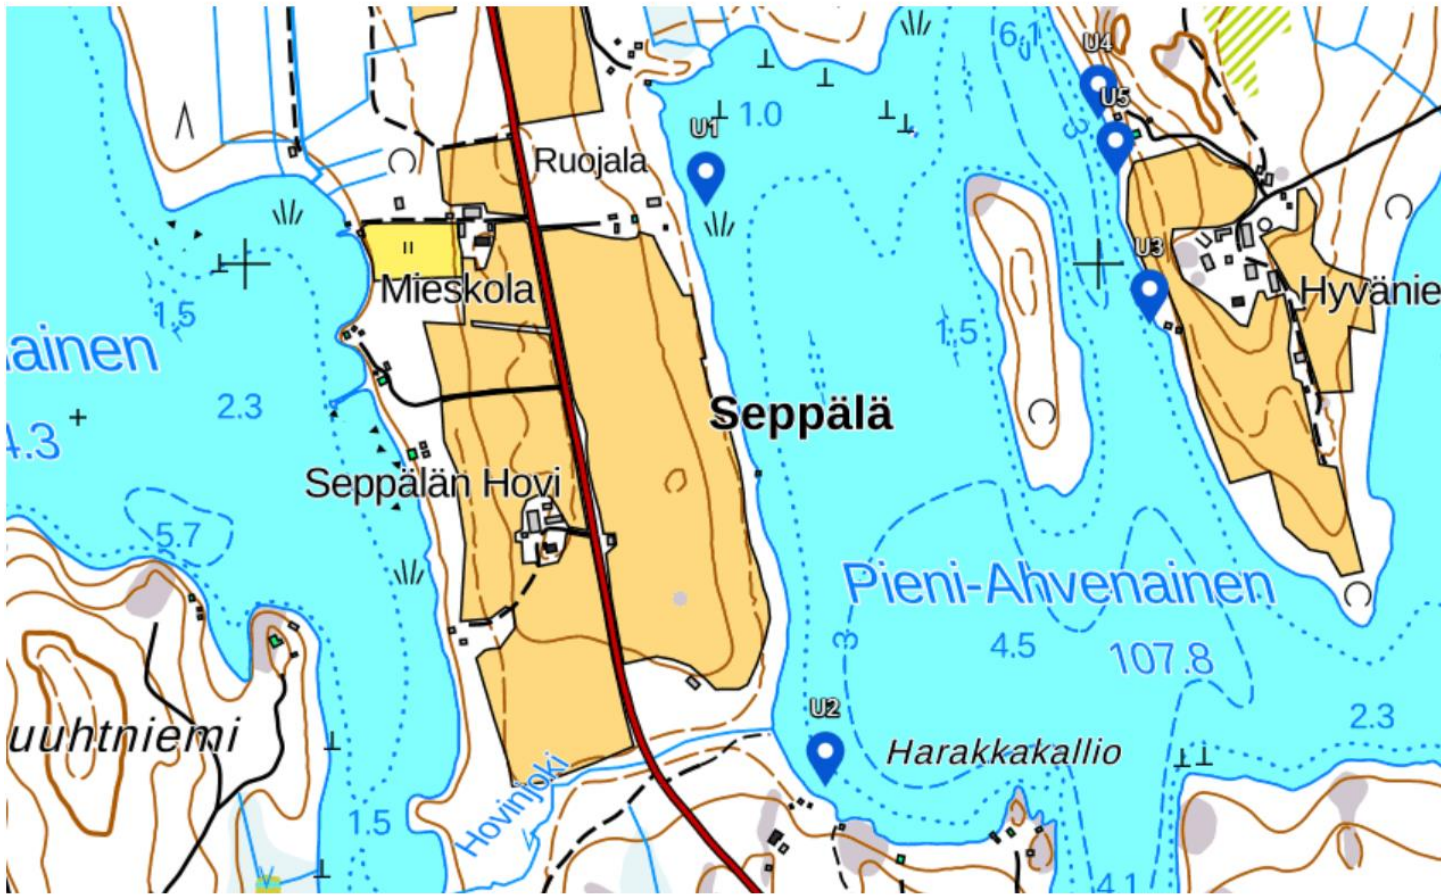 6.1
U4
U5
U1
1.0
3
Ruojala
U3
Mieskola
Hyvänie
1.5
1.5
ainen
2.3
Seppälä
4.3
Seppälän Hovi
5.7
Pieni-Ahvenainen
3
4.5
107.8
U2
2.3
uuhtniemi
Harakkakallio
Hovinjoki
1.5
4.1